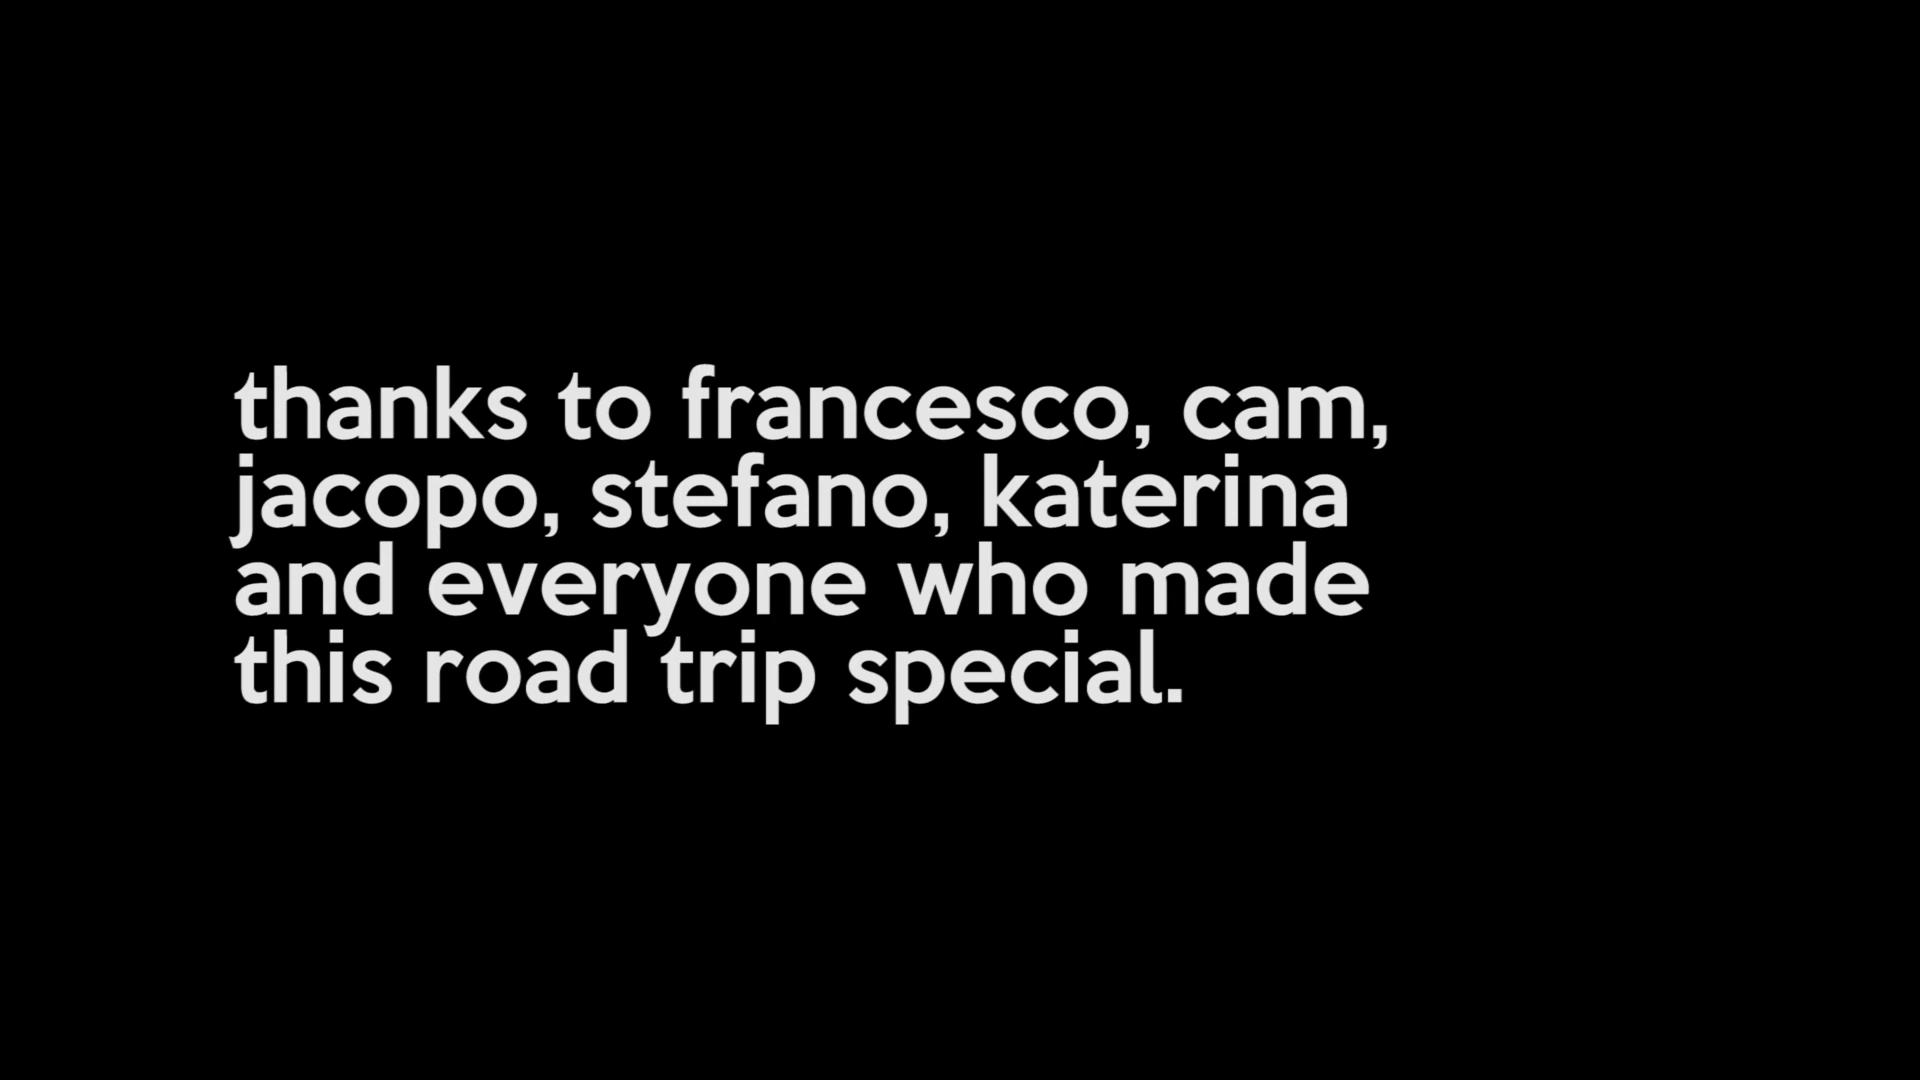 thanks to francesco, cam,
jacopo, stefano, katerina
and everyone who made
this road trip special.